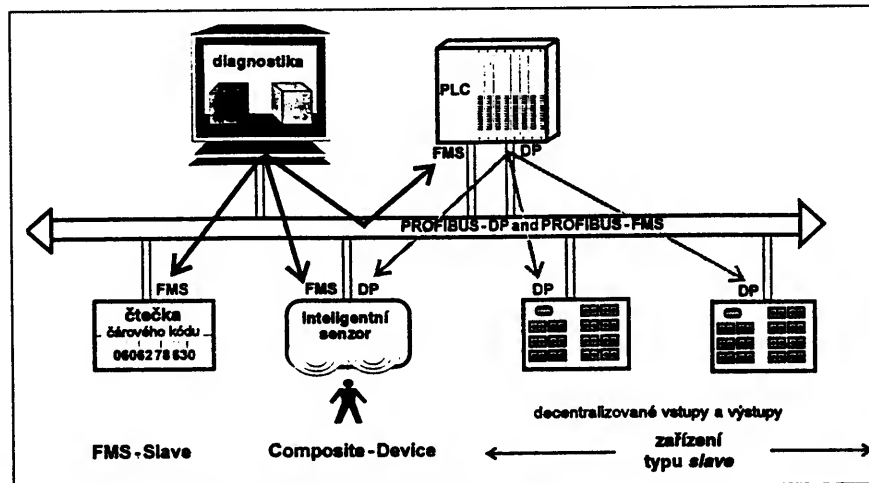 diagnostika
PLC
FMS DP
PROFIBUS-DP and PROFIBUS-FMS
FMS
FMS DP
DP
DP
čtečka
čárového kódu
0606278630
Inteligentní
senzor
decentralizované vstupy a výstupy
FMS-Slave
Composite-Device
zařízení
typu slave